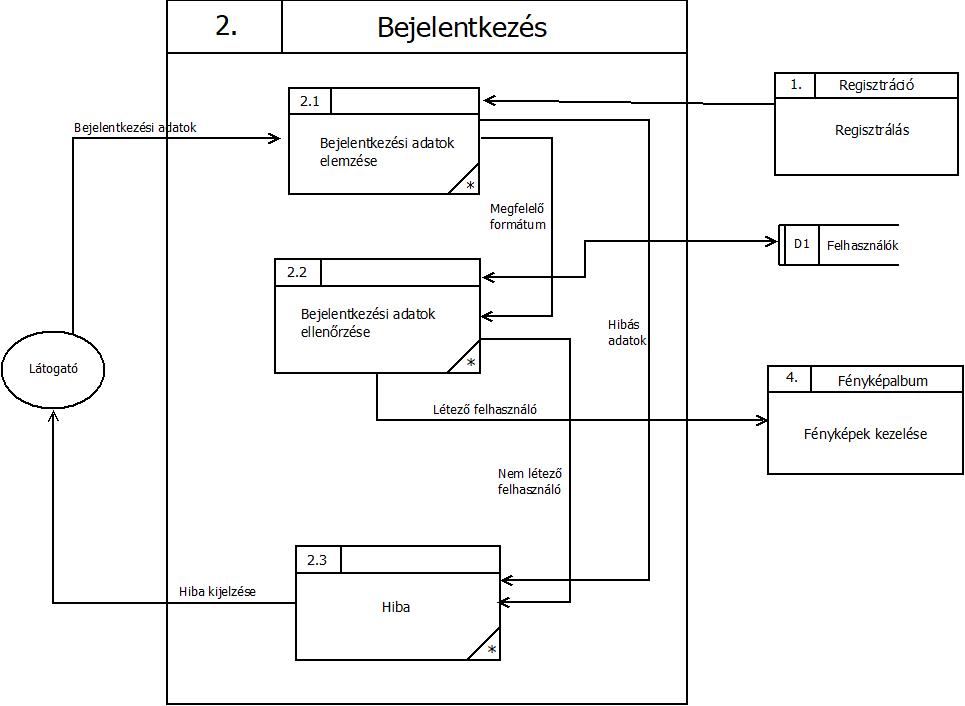 2.
Bejelentkezés
2.1
Bejelentkezési adatok
elemzése
*
1.
Regisztráció
Regisztrálás
Bejelentkezési adatok
Megfelelő
formátum
D1
Felhasználók
2.2
Bejelentkezési adatok
ellenőrzése
*
Hibás
adatok
Látogató
4.
Fényképalbum
Fényképek kezelése
Létező felhasználó
Nem létező
felhasználó
2.3
Hiba
*
Hiba kijelzése